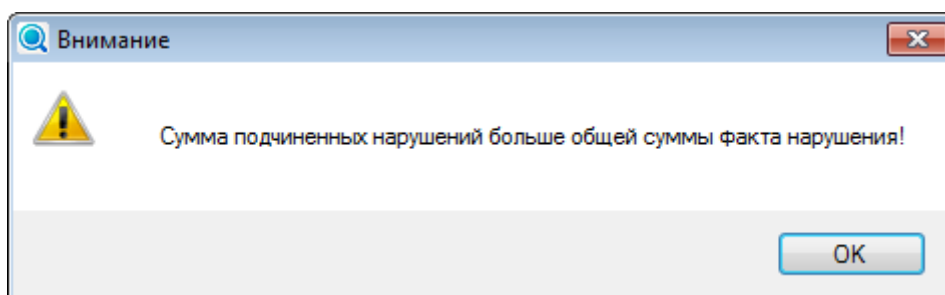 Внимание
Сумма подчиненных нарушений больше общей суммы факта нарушения!
OK